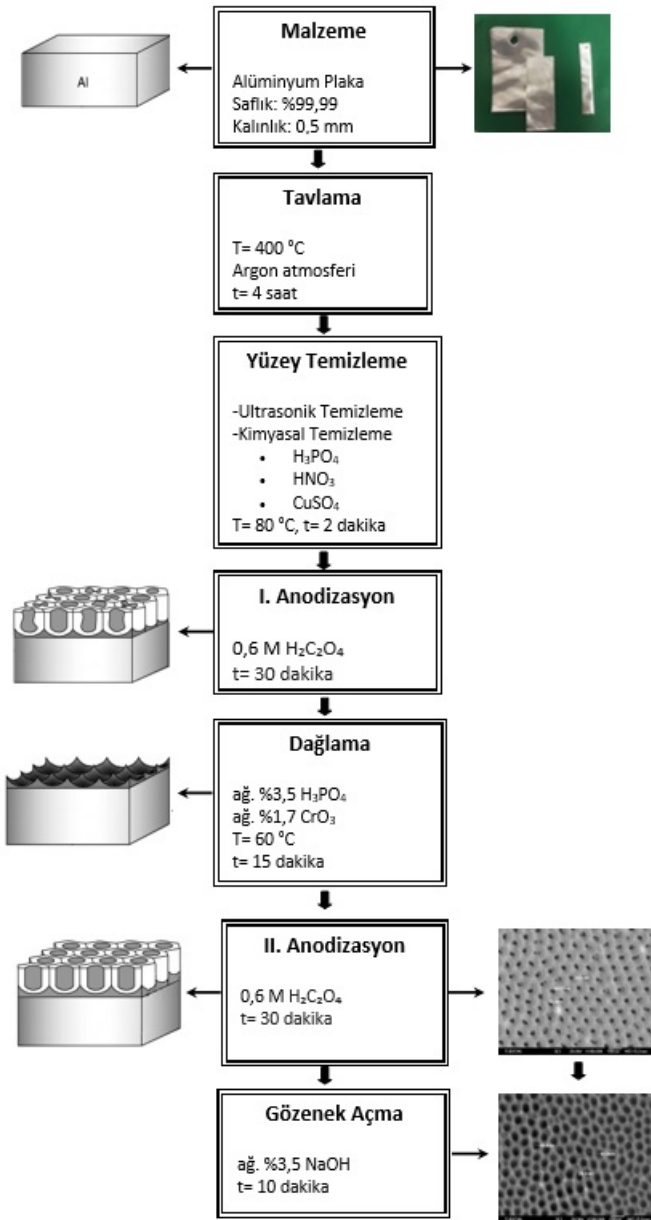 Malzeme
Al
Alüminyum Plaka
Saflık: %99,99
Kalınlık: 0,5 mm
Tavlama
T= 400 ⁰C
Argon atmosferi
t= 4 saat
Yüzey Temizleme
-Ultrasonik Temizleme
-Kimyasal Temizleme
• H₃PO₄
• HNO₃
• CuSO₄
T= 80 ⁰C, t= 2 dakika
I. Anodizasyon
0,6 M H₂C₂O₄
t= 30 dakika
Dağlama
ağ. %3,5 H₃PO₄
ağ. %1,7 CrO₃
T= 60 ⁰C
t= 15 dakika
II. Anodizasyon
0,6 M H₂C₂O₄
t= 30 dakika
Gözenek Açma
ağ. %3,5 NaOH
t= 10 dakika